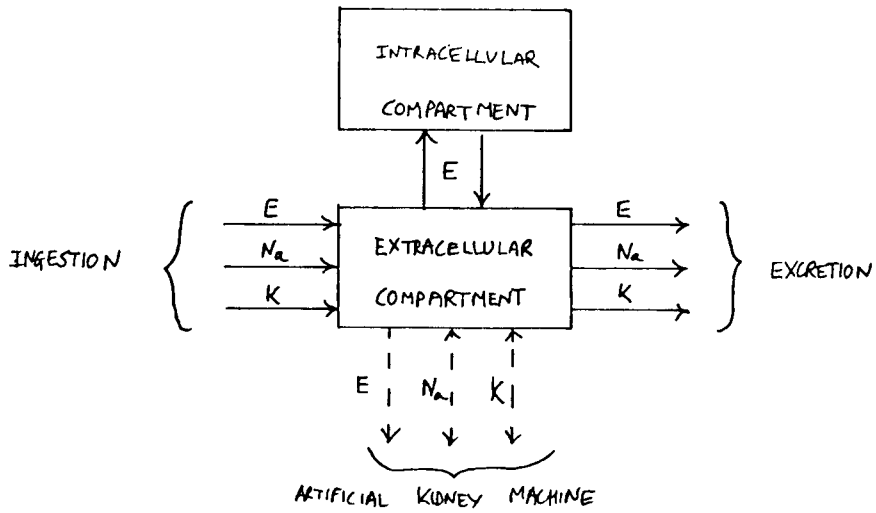 INTRACELLULAR
COMPARTMENT
E
E
Na
K
INGESTION
EXTRACELLULAR
COMPARTMENT
E
Na
K
EXCRETION
E
Na
K
ARTIFICIAL KIDNEY MACHINE